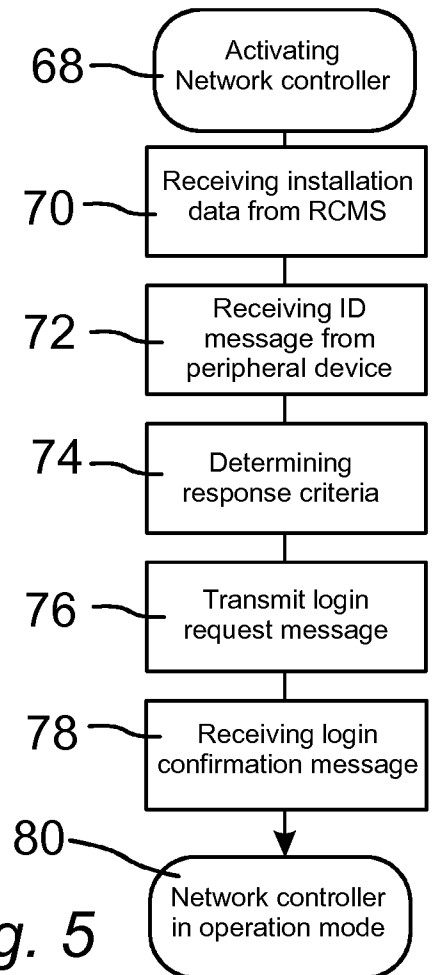 68
Activating
Network controller
70
Receiving installation
data from RCMS
72
Receiving ID
message from
peripheral device
74
Determining
response criteria
76
Transmit login
request message
78
Receiving login
confirmation message
80
Network controller
in operation mode
g. 5